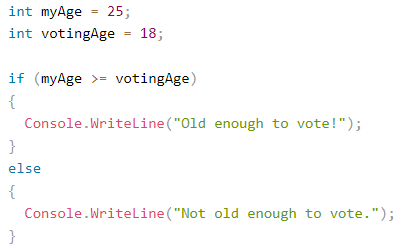 int myAge = 25;
int votingAge = 18;

if (myAge >= votingAge)
{
  Console.WriteLine("Old enough to vote!");
}
else
{
  Console.WriteLine("Not old enough to vote.");
}